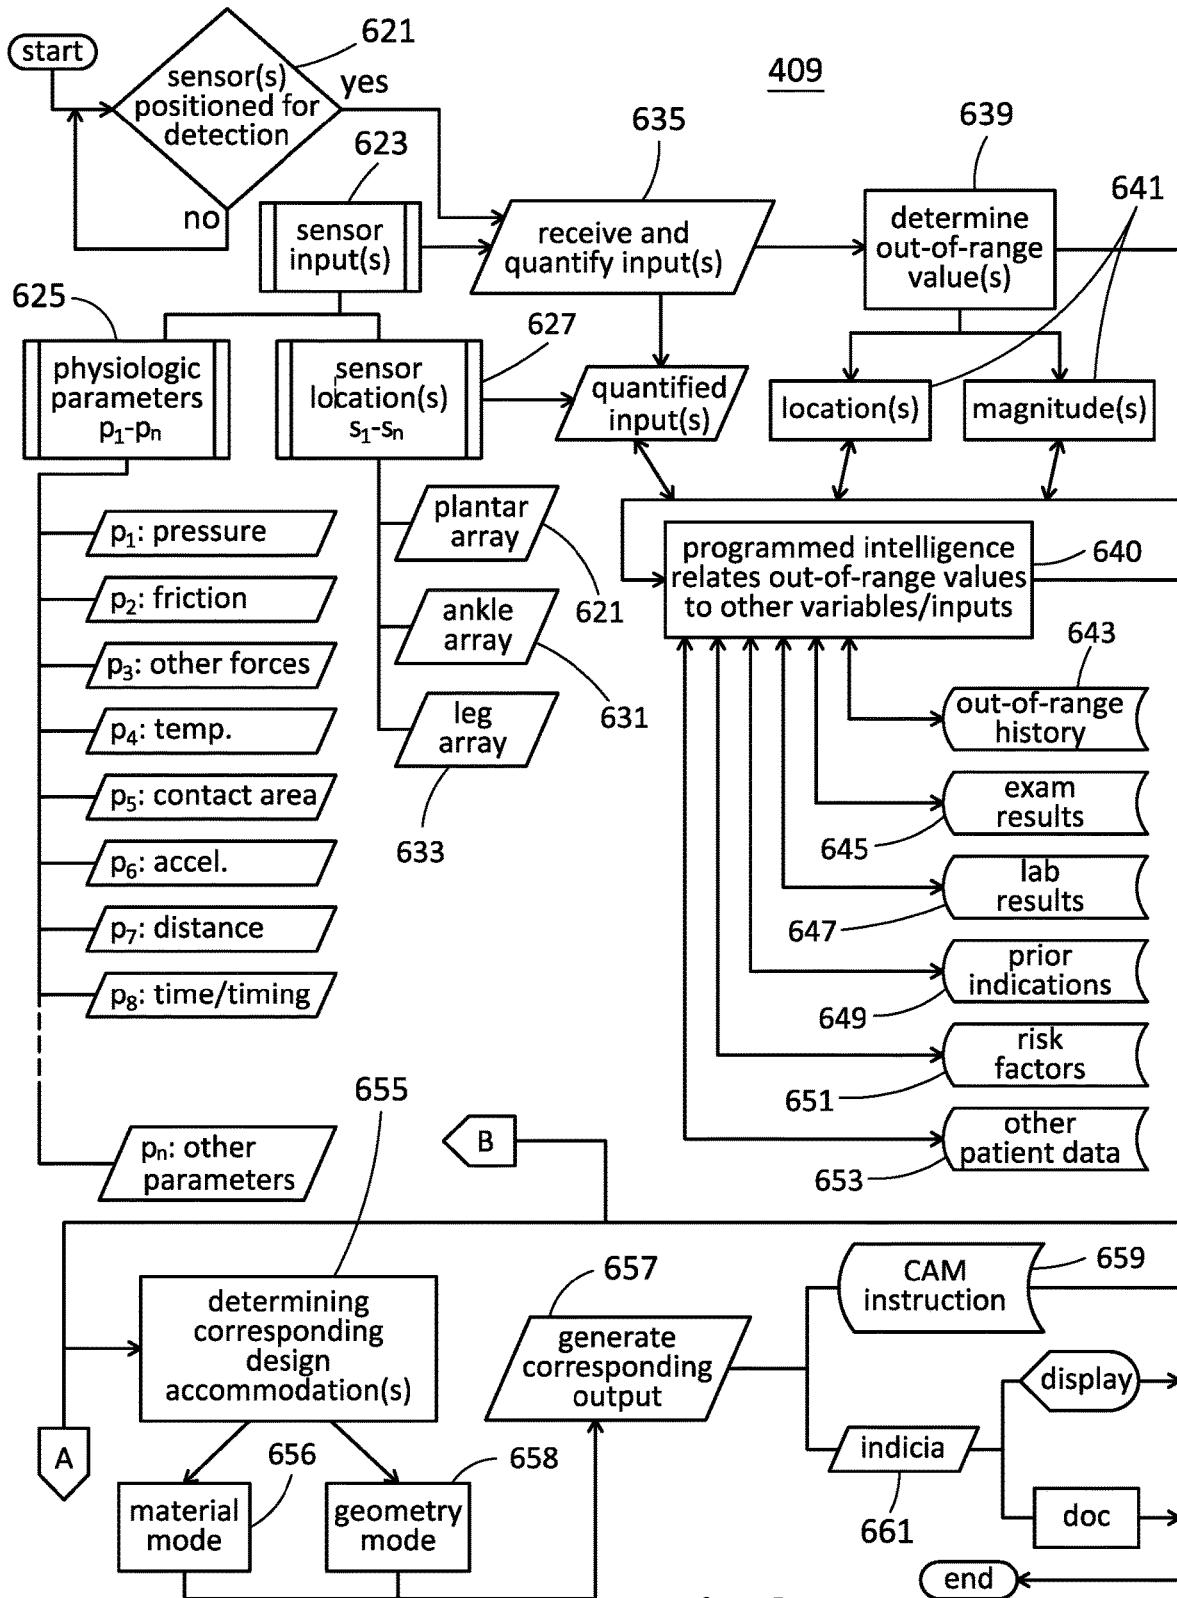 start
621
sensor(s)
positioned for
detection
yes
no
409
623
sensor
input(s)
635
receive and
quantify input(s)
639
determine
out-of-range
value(s)
641
625
physiologic
parameters
p₁-pₙ
627
sensor
location(s)
s₁-sₙ
quantified
input(s)
location(s)
magnitude(s)
p₁: pressure
p₂: friction
p₃: other forces
p₄: temp.
p₅: contact area
p₆: accel.
p₇: distance
p₈: time/timing
pₙ: other
parameters
plantar
array
621
ankle
array
631
leg
array
633
programmed intelligence
relates out-of-range values
to other variables/inputs
640
643
out-of-range
history
exam
results
645
lab
results
647
prior
indications
649
risk
factors
651
other
patient data
653
B
655
determining
corresponding
design
accommodation(s)
A
656
material
mode
658
geometry
mode
657
generate
corresponding
output
CAM
instruction
659
indicia
661
display
doc
end